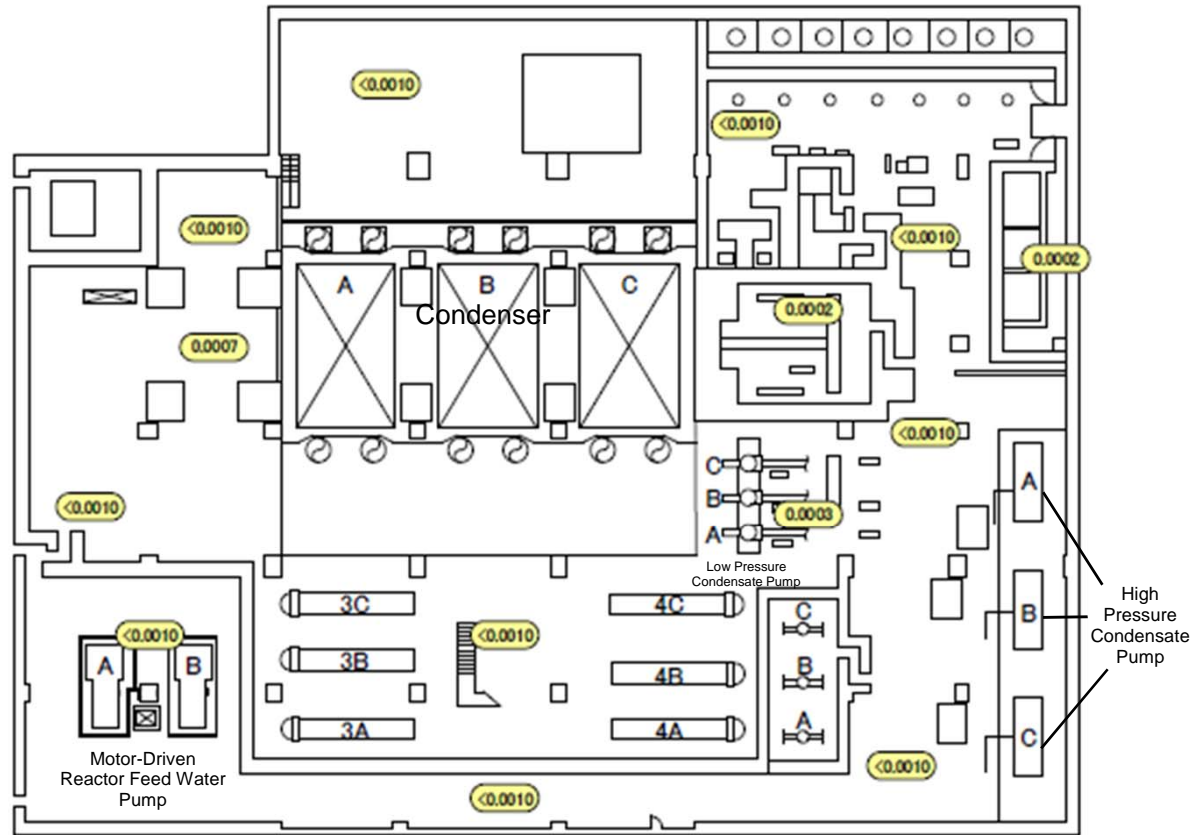 <0.0010
<0.0010
<0.0010
<0.0010
0.0002
A
B
C
Condenser
0.0002
0.0007
<0.0010
A
C
B
A
0.0003
<0.0010
Low Pressure
Condensate Pump
B
High
Pressure
Condensate
Pump
3C
4C
C
<0.0010
<0.0010
A
B
3B
4B
B
3A
4A
A
C
Motor-Driven
Reactor Feed Water
Pump
<0.0010
<0.0010